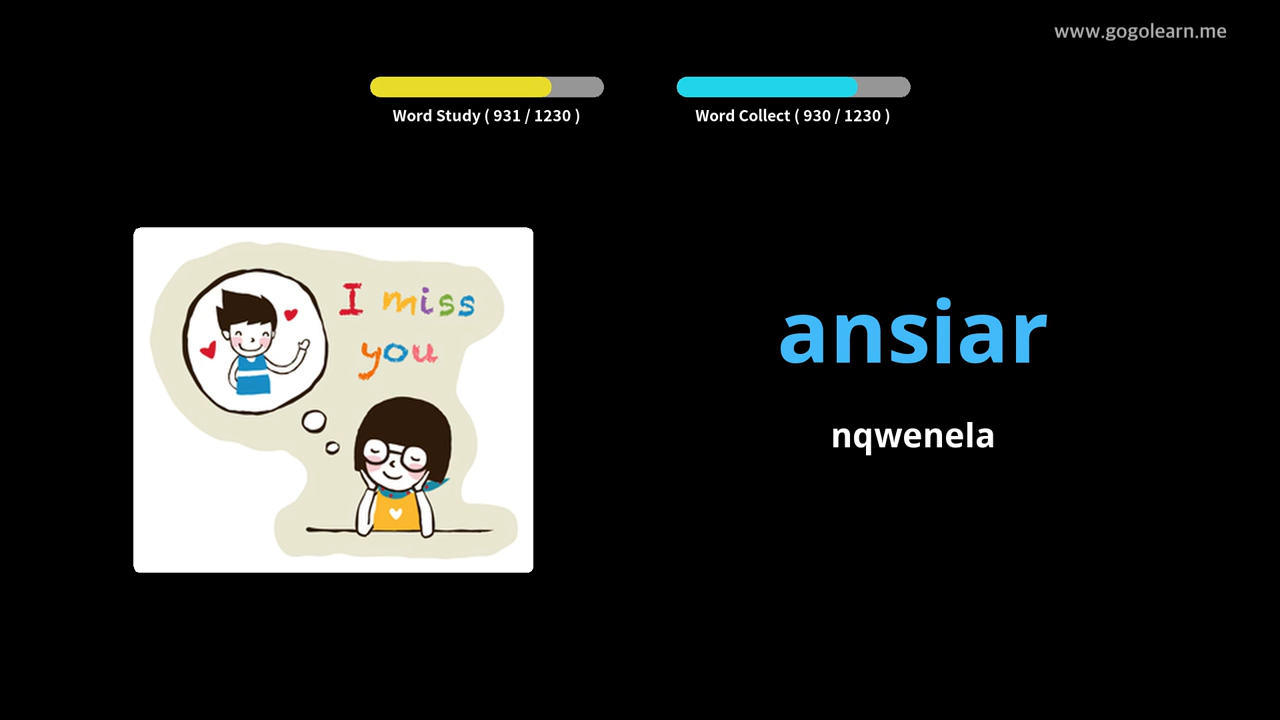 www.gogolearn.me
Word Study ( 931 / 1230 )
Word Collect ( 930 / 1230 )
I miss
you
ansiar
nqwenela